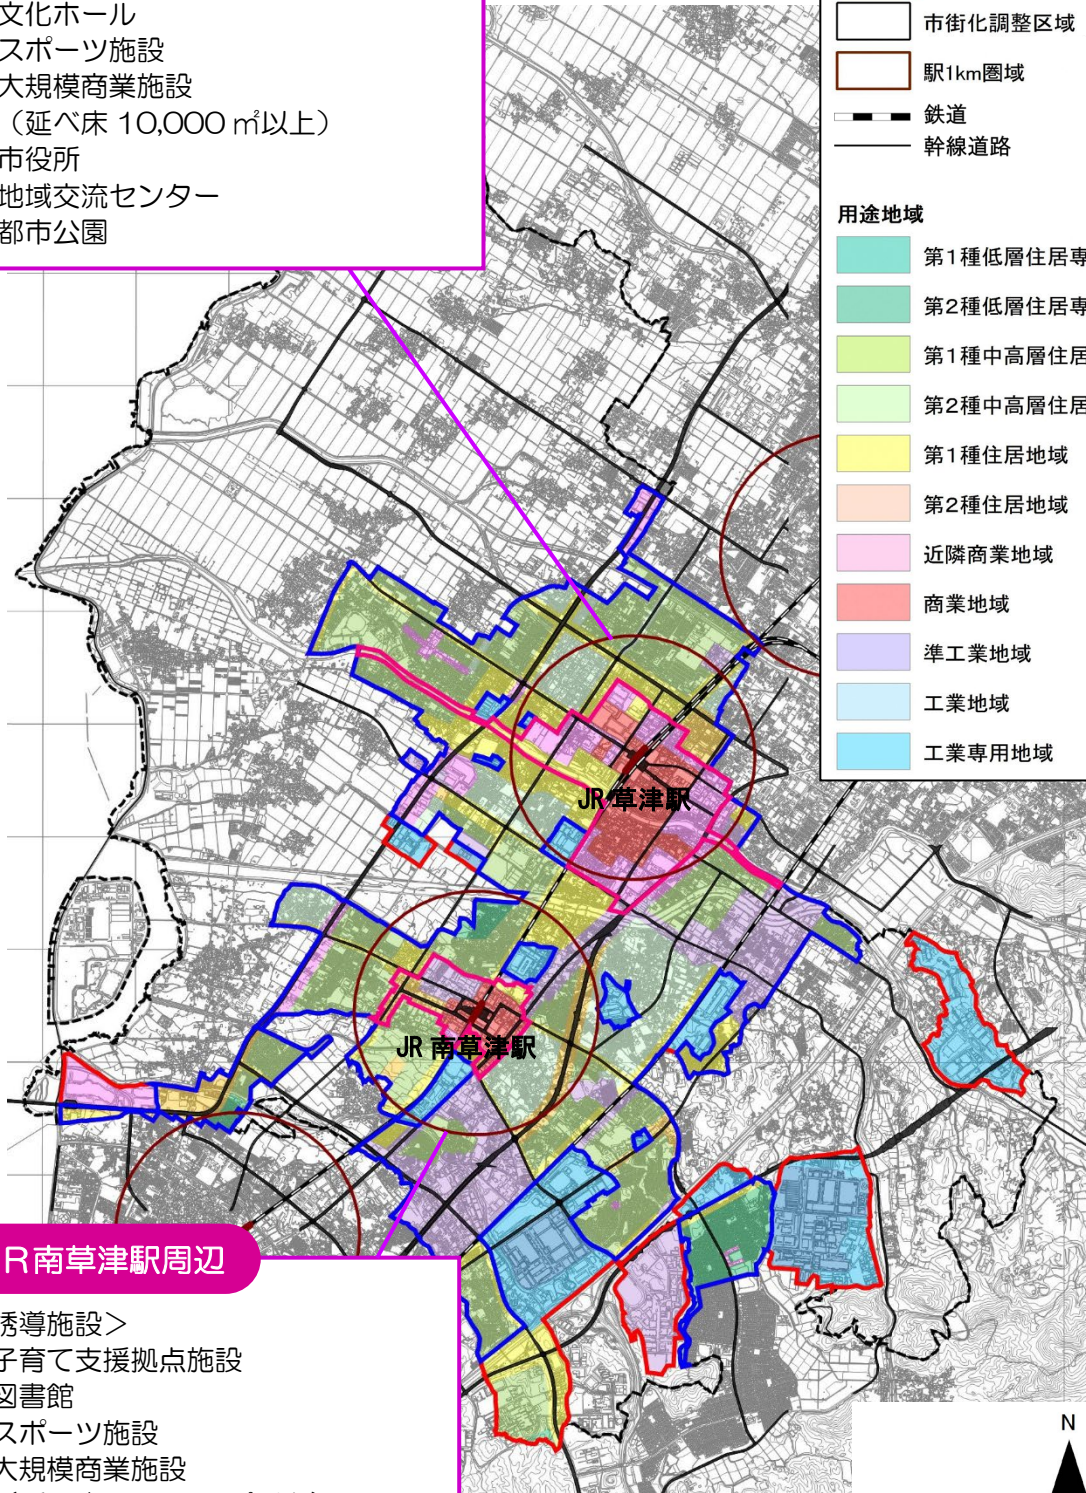 文化ホール
スポーツ施設
大規模商業施設
（延べ床 10,000 ㎡以上）
市役所
地域交流センター
都市公園
市街化調整区域
駅1km圏域
鉄道
幹線道路
用途地域
第1種低層住居専
第2種低層住居専
第1種中高層住居
第2種中高層住居
第1種住居地域
第2種住居地域
近隣商業地域
商業地域
準工業地域
工業地域
工業専用地域
JR 草津駅
JR 南草津駅
R南草津駅周辺
誘導施設＞
子育て支援拠点施設
図書館
スポーツ施設
大規模商業施設
N